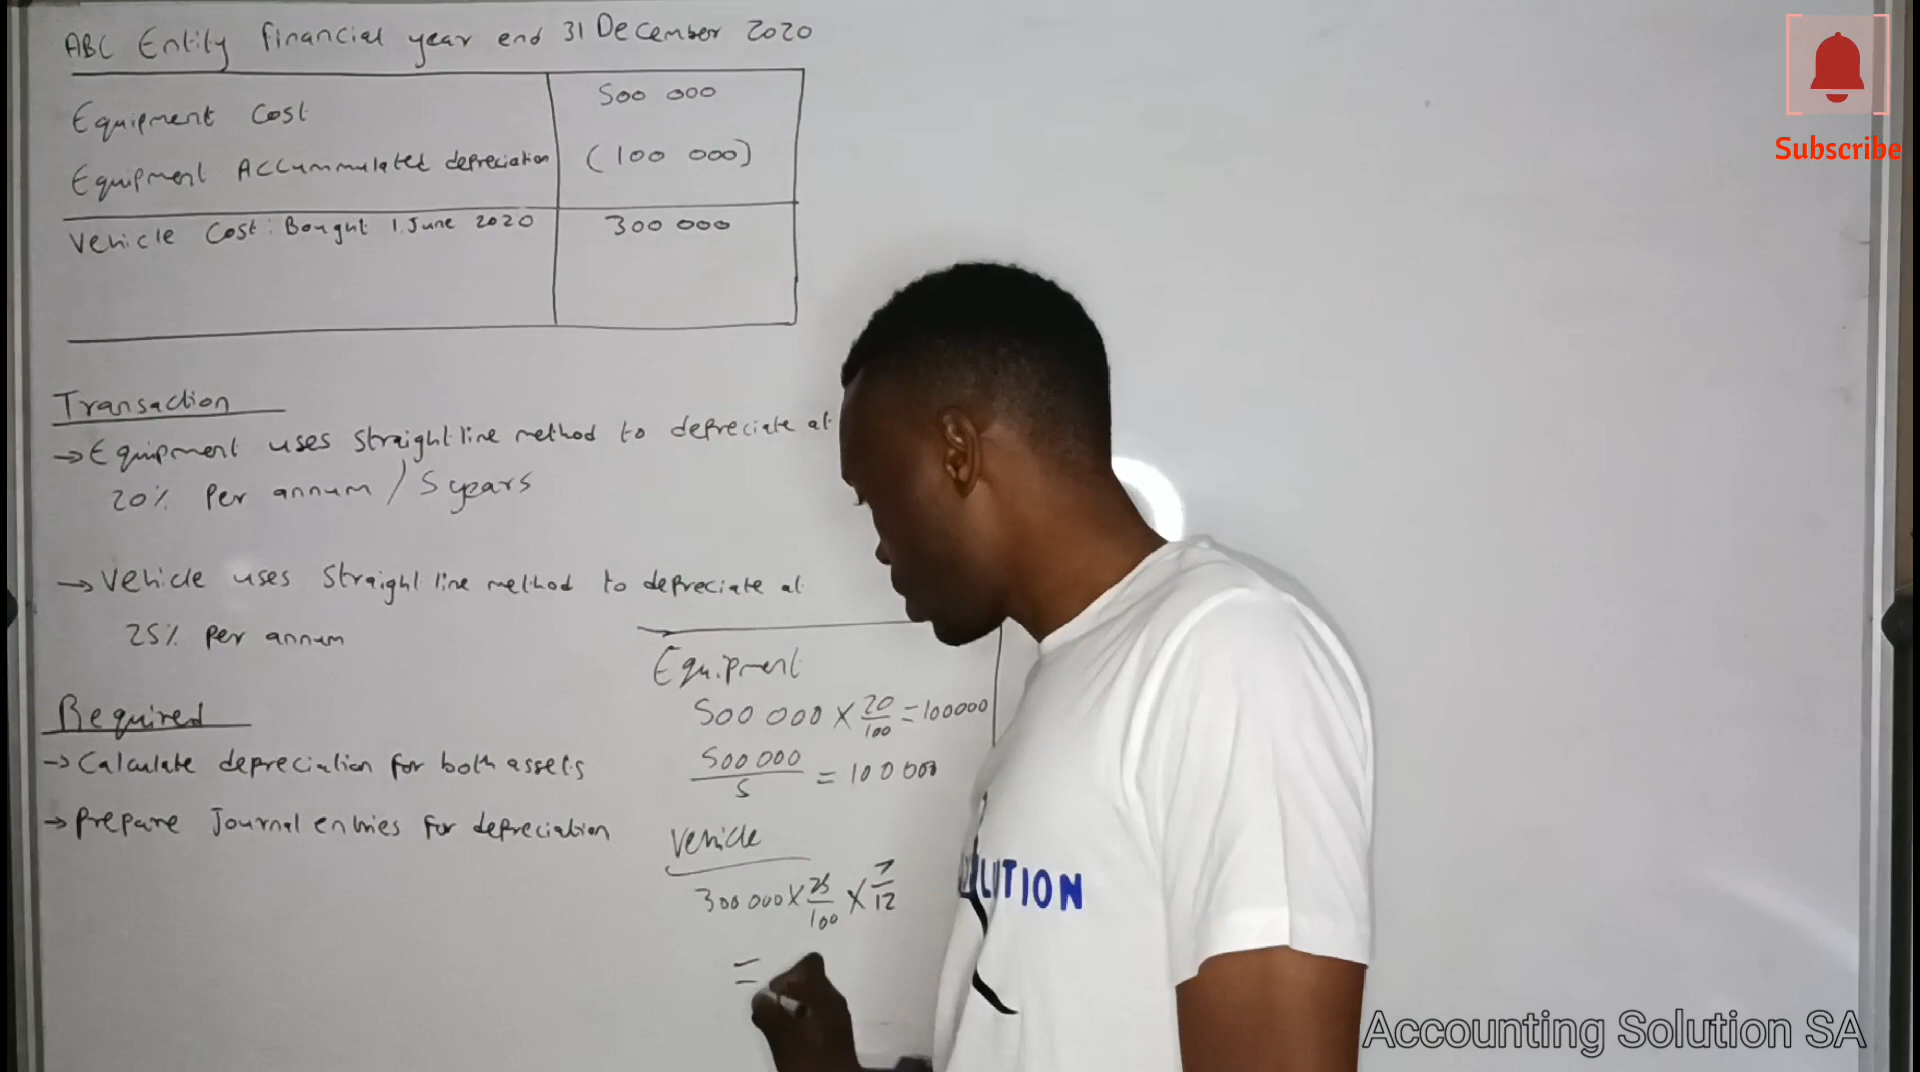 ABC Entity financial year end 31 December 2020
Equipment Cost 500 000
Equipment Accummulated depreciation (100 000)
Vehicle Cost: Bought 1 June 2020 300 000
Transaction
→ Equipment uses straight line method to depreciate at
20% Per annum / 5 years
→ Vehicle uses straight line method to depreciate at
25% per annum
Required
→ Calculate depreciation for both assets
→ Prepare Journal entries for depreciation
Equipment
500 000 × 20/100 = 100000
500 000/5 = 100 000
Vehicle
300 000 × 25/100 × 7/12
=
LUTION
Subscribe
Accounting Solution SA